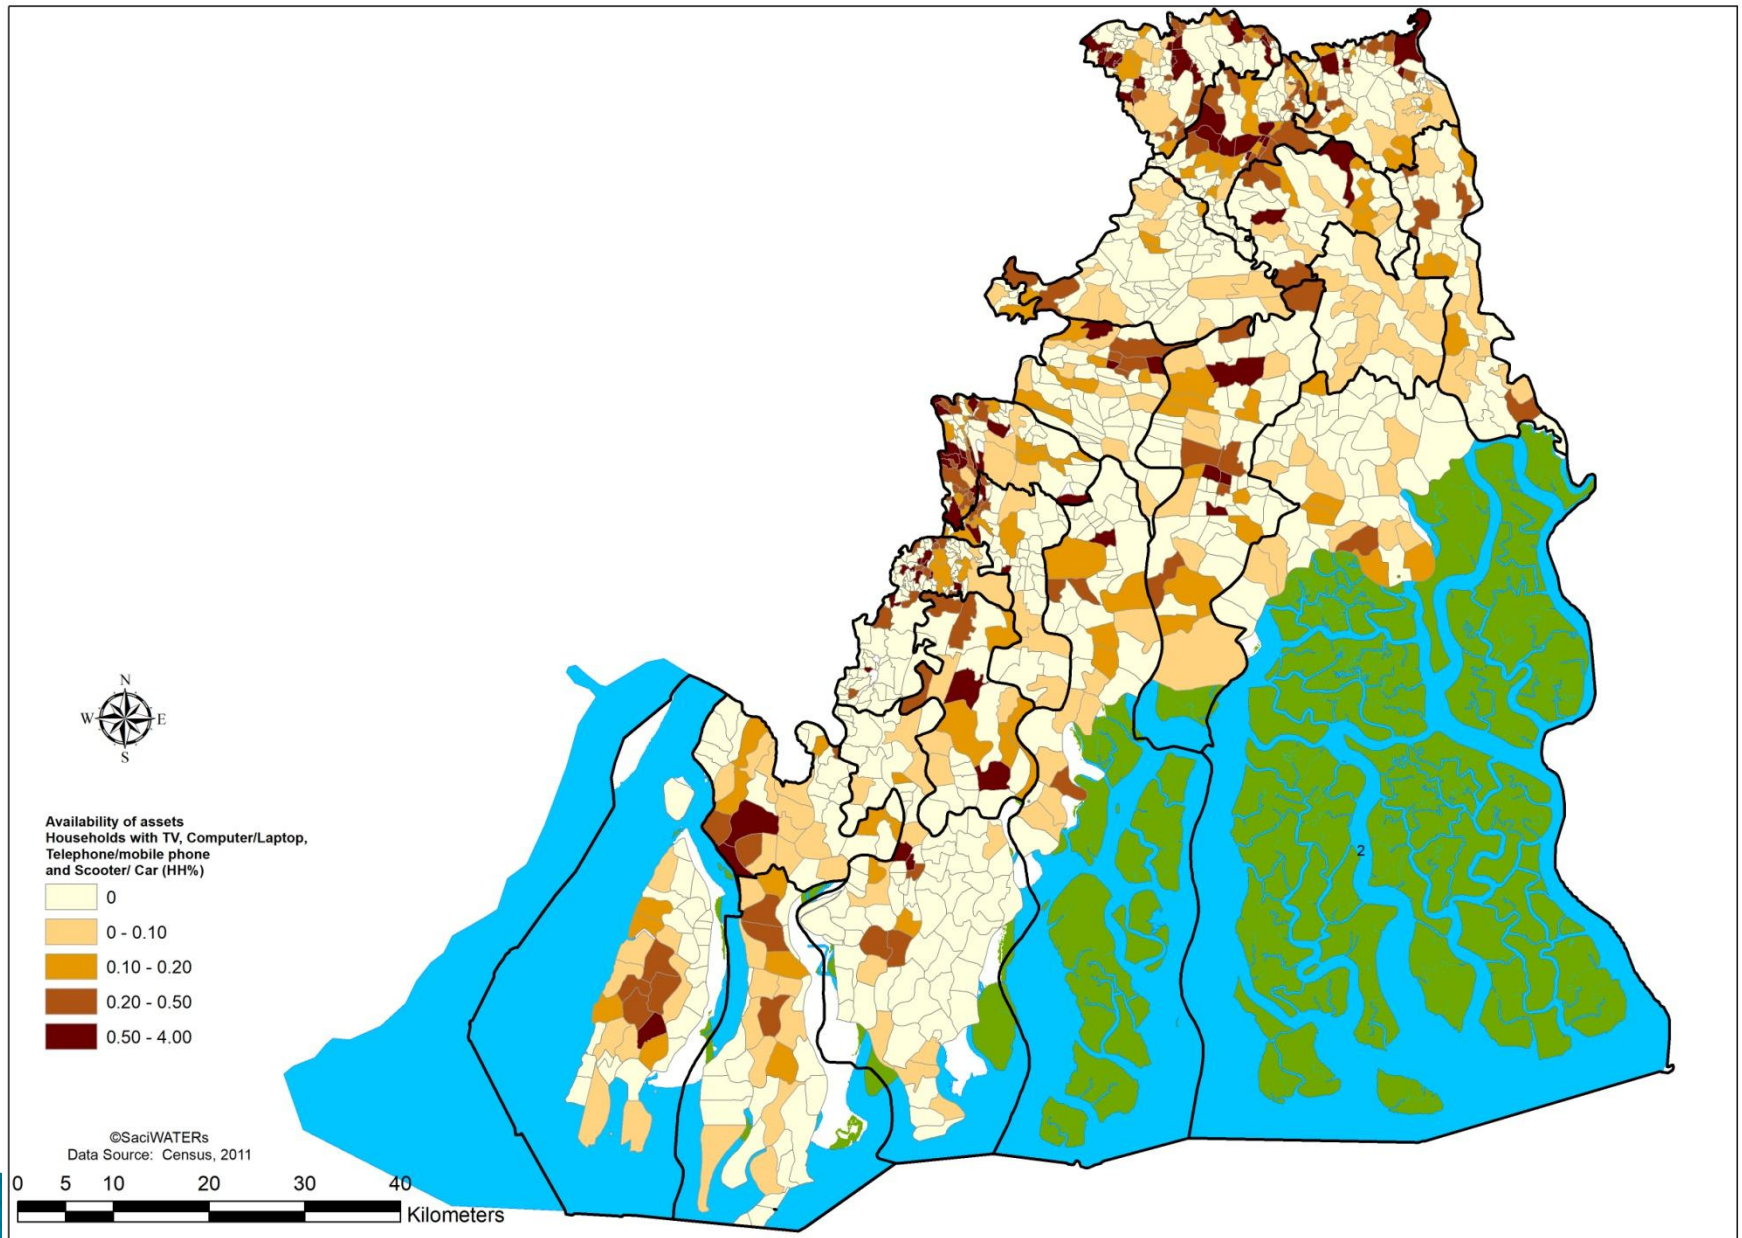 2
N
W E
S
Availability of assets
Households with TV, Computer/Laptop,
Telephone/mobile phone
and Scooter/ Car (HH%)
0
0 - 0.10
0.10 - 0.20
0.20 - 0.50
0.50 - 4.00
©SaciWATERs
Data Source: Census, 2011
0 5 10 20 30 40
Kilometers